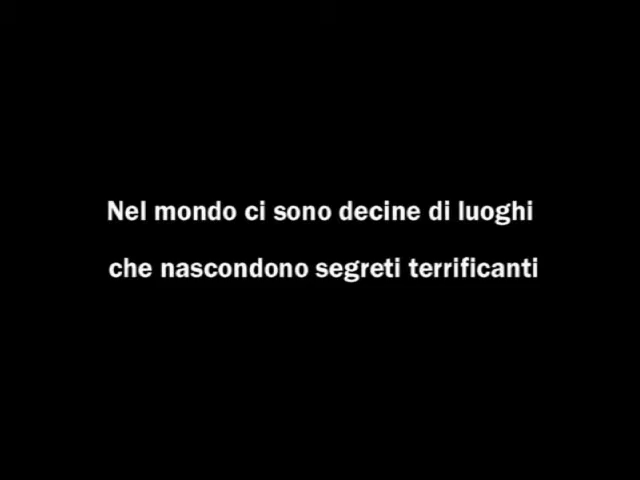 Nel mondo ci sono decine di luoghi
che nascondono segreti terrificanti